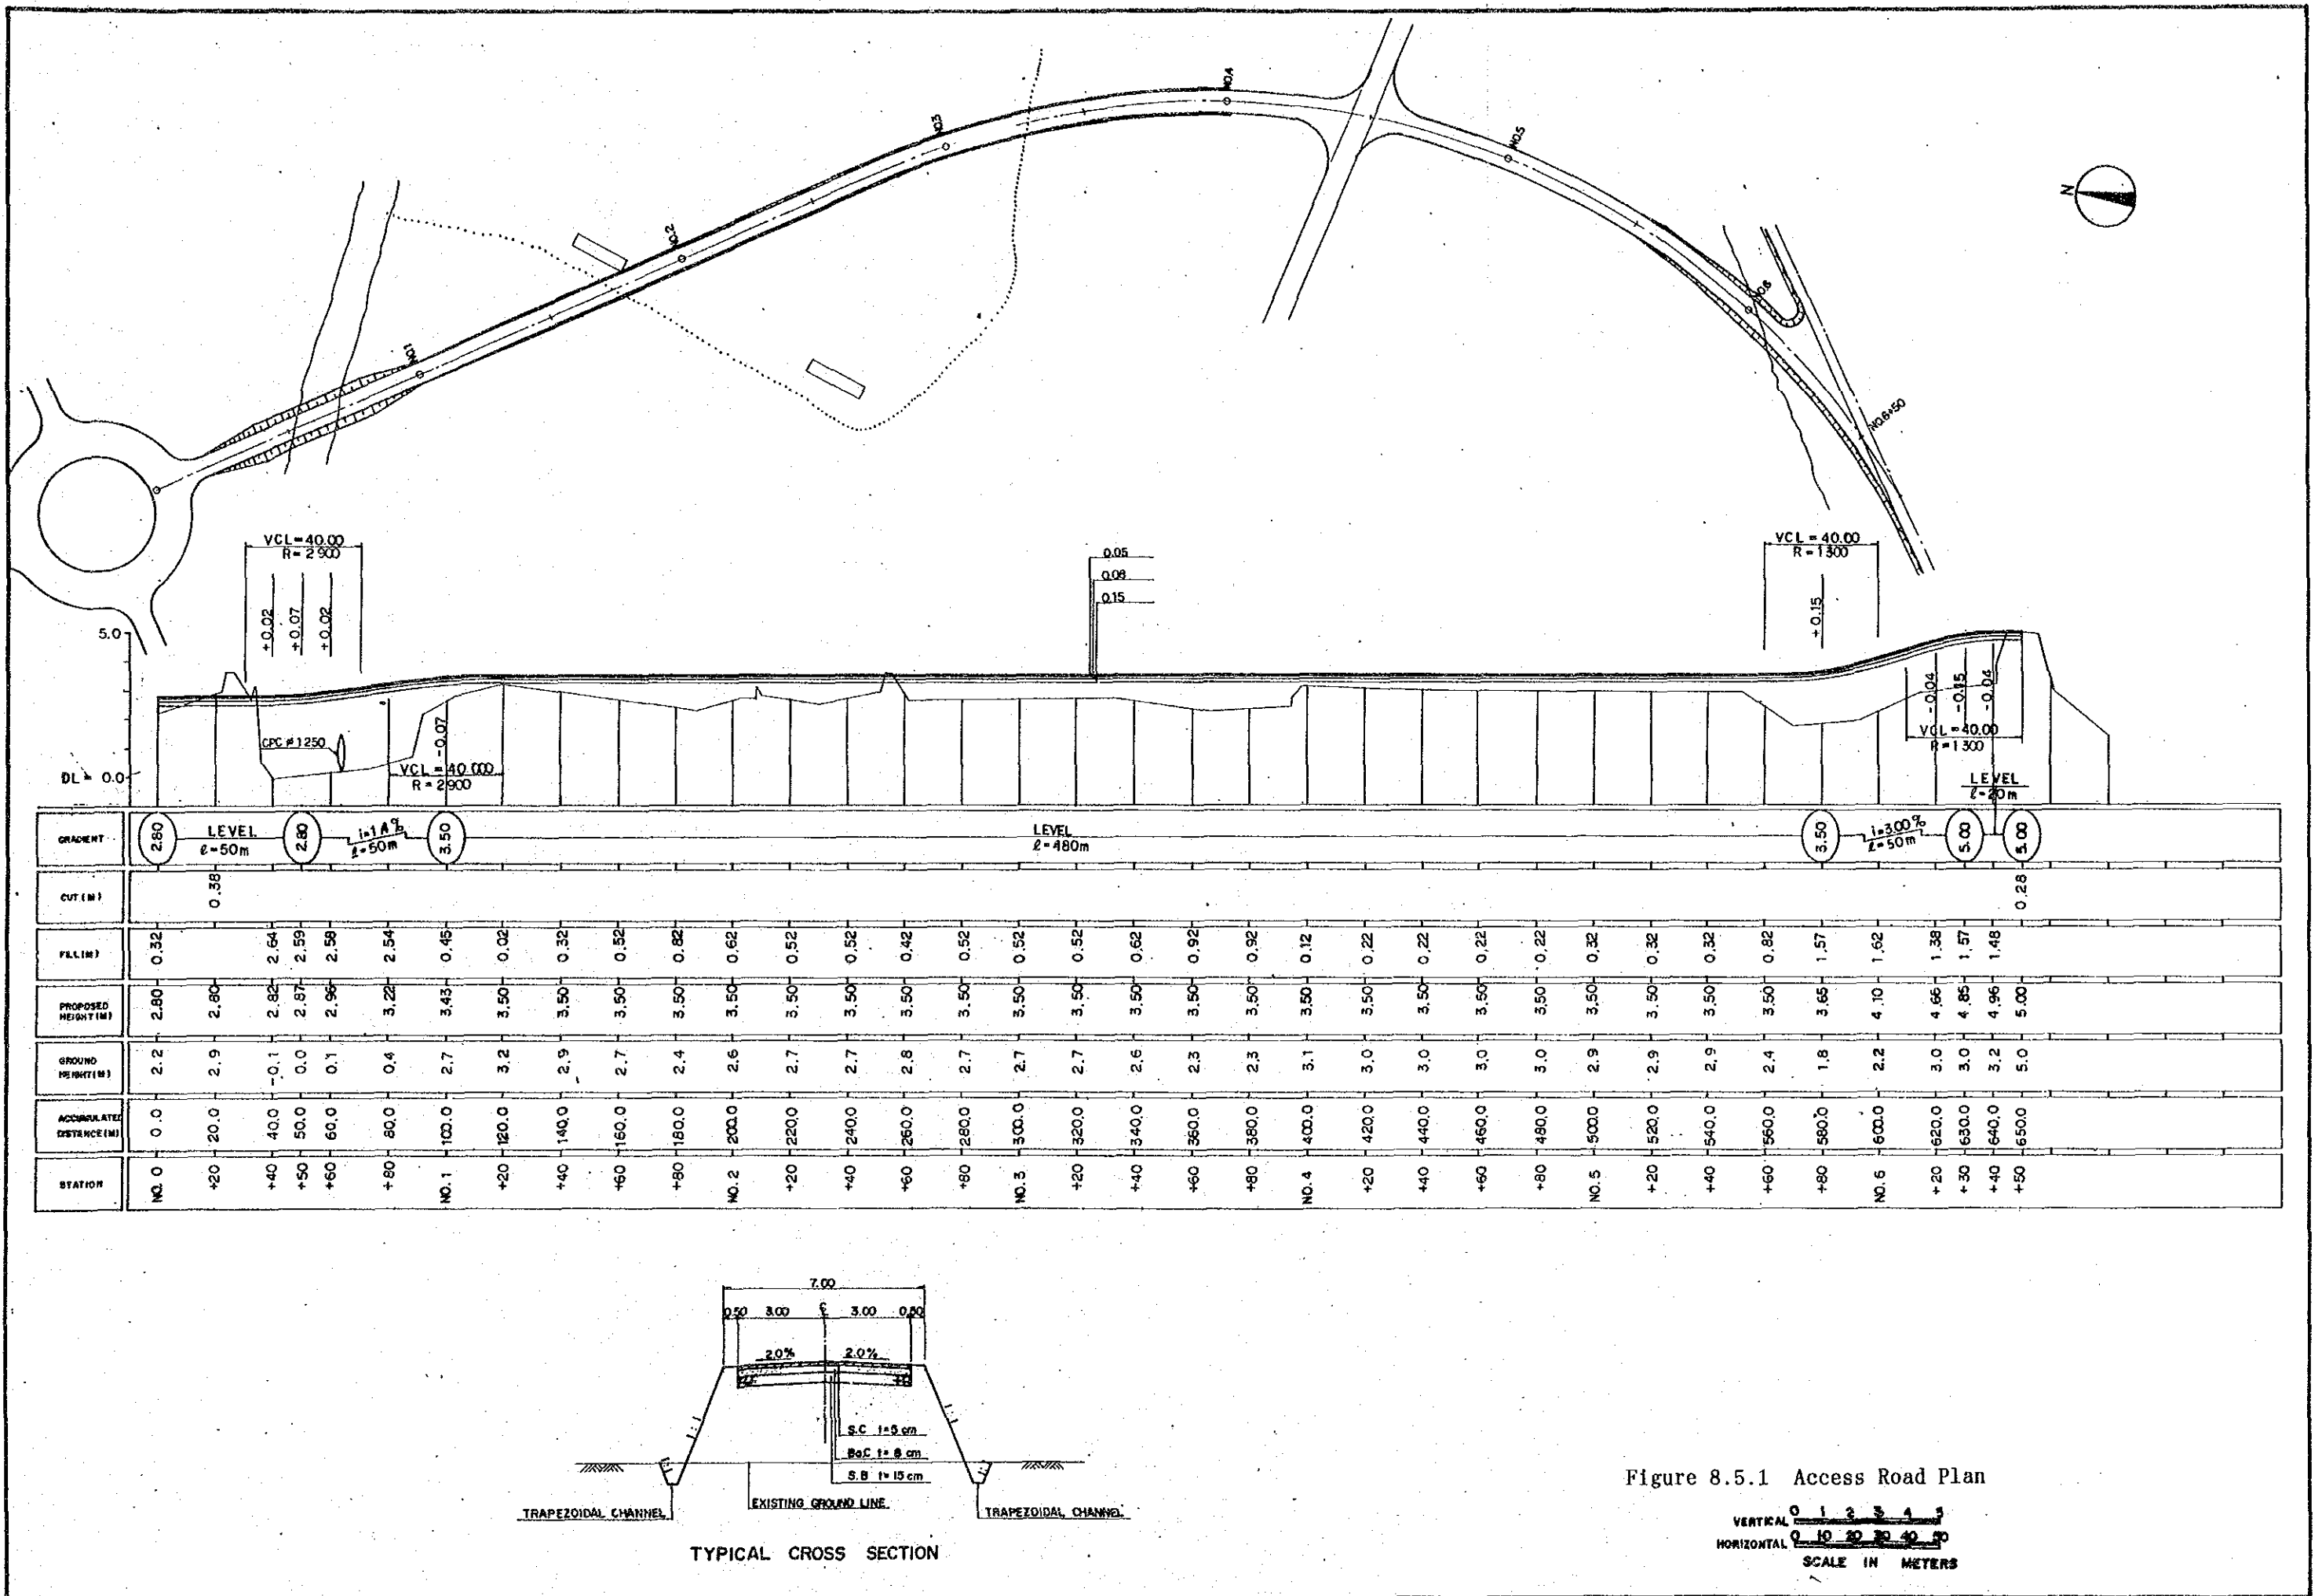 NO.1
NO.2
NO.3
NO.4
NO.5
NO.6
NO.6+50
N
VCL=40.00
R=2900
+0.02
+0.07
+0.02
0.05
0.08
0.15
VCL=40.00
R=1300
+0.15
5.0
DL= 0.0
CPC ø1250
-0.07
VCL=40.000
R=2900
-0.04
-0.15
-0.04
VCL=40.00
R=1300
LEVEL
ℓ=20m
GRADIENT 2.80 LEVEL ℓ=50m 2.80 i=1.4% ℓ=50m 3.50 LEVEL ℓ=480m 3.50 i=3.00% ℓ=50m 5.00 5.00
CUT (M) 0.38 0.28
FILL (M) 0.32 2.64 2.59 2.58 2.54 0.45 0.02 0.32 0.52 0.82 0.62 0.52 0.52 0.42 0.52 0.52 0.52 0.62 0.92 0.92 0.12 0.22 0.22 0.22 0.22 0.32 0.32 0.32 0.82 1.57 1.62 1.38 1.57 1.48
PROPOSED HEIGHT (M) 2.80 2.80 2.82 2.87 2.96 3.22 3.43 3.50 3.50 3.50 3.50 3.50 3.50 3.50 3.50 3.50 3.50 3.50 3.50 3.50 3.50 3.50 3.50 3.50 3.50 3.50 3.50 3.50 3.50 3.50 3.65 4.10 4.66 4.85 4.96 5.00
GROUND HEIGHT (M) 2.2 2.9 -0.1 0.0 0.1 0.4 2.7 3.2 2.9 2.7 2.4 2.6 2.7 2.7 2.8 2.7 2.7 2.7 2.6 2.3 2.3 3.1 3.0 3.0 3.0 3.0 2.9 2.9 2.9 2.4 1.8 2.2 3.0 3.0 3.2 5.0
ACCUMULATED DISTANCE (M) 0.0 20.0 40.0 50.0 60.0 80.0 100.0 120.0 140.0 160.0 180.0 200.0 220.0 240.0 260.0 280.0 300.0 320.0 340.0 360.0 380.0 400.0 420.0 440.0 460.0 480.0 500.0 520.0 540.0 560.0 580.0 600.0 620.0 630.0 640.0 650.0
STATION NO. 0 +20 +40 +50 +60 +80 NO. 1 +20 +40 +60 +80 NO. 2 +20 +40 +60 +80 NO. 3 +20 +40 +60 +80 NO. 4 +20 +40 +60 +80 NO. 5 +20 +40 +60 +80 NO. 6 +20 +30 +40 +50
7.00
0.50 3.00 ℄ 3.00 0.50
2.0% 2.0%
1:1
1:1
S.C t=5 cm
Ba.C t=8 cm
S.B t=15 cm
TRAPEZOIDAL CHANNEL
EXISTING GROUND LINE
TRAPEZOIDAL CHANNEL
TYPICAL CROSS SECTION
Figure 8.5.1 Access Road Plan
VERTICAL 0 1 2 3 4 5
HORIZONTAL 0 10 20 30 40 50
SCALE IN METERS